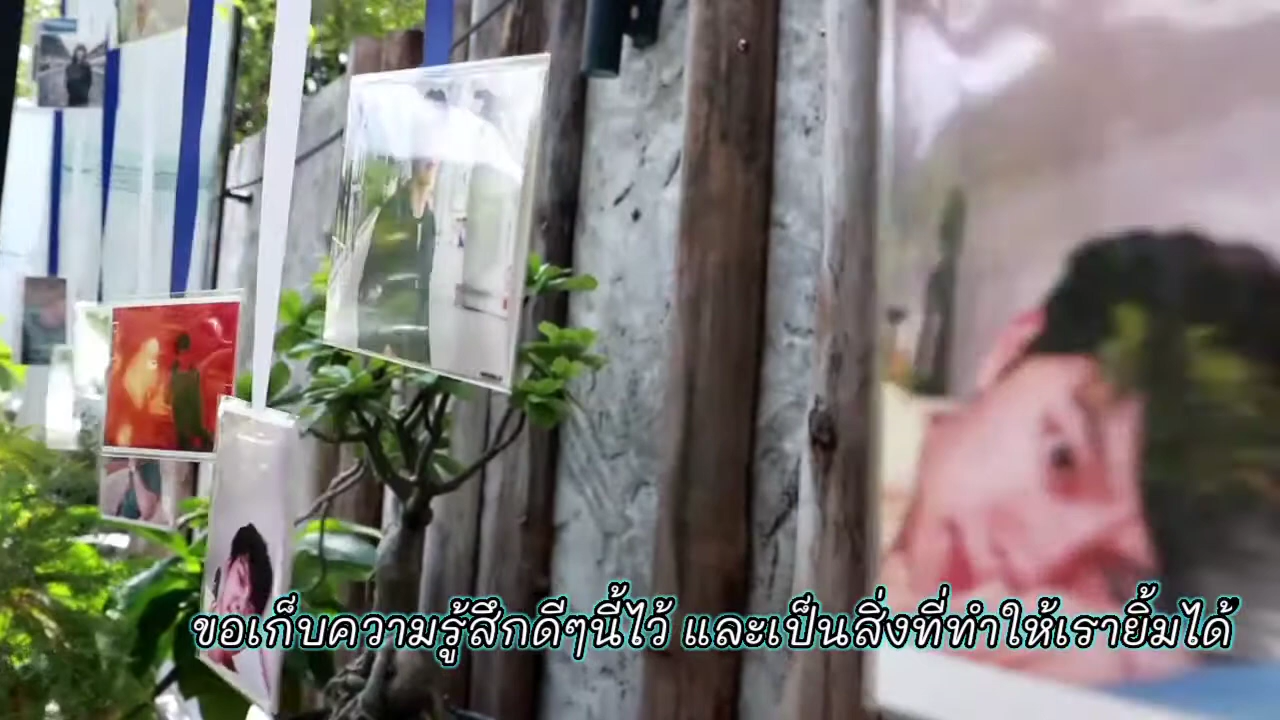 ขอเก็บความรู้สึกดีๆนี้ไว้ และเป็นสิ่งที่ทำให้เรายิ้มได้